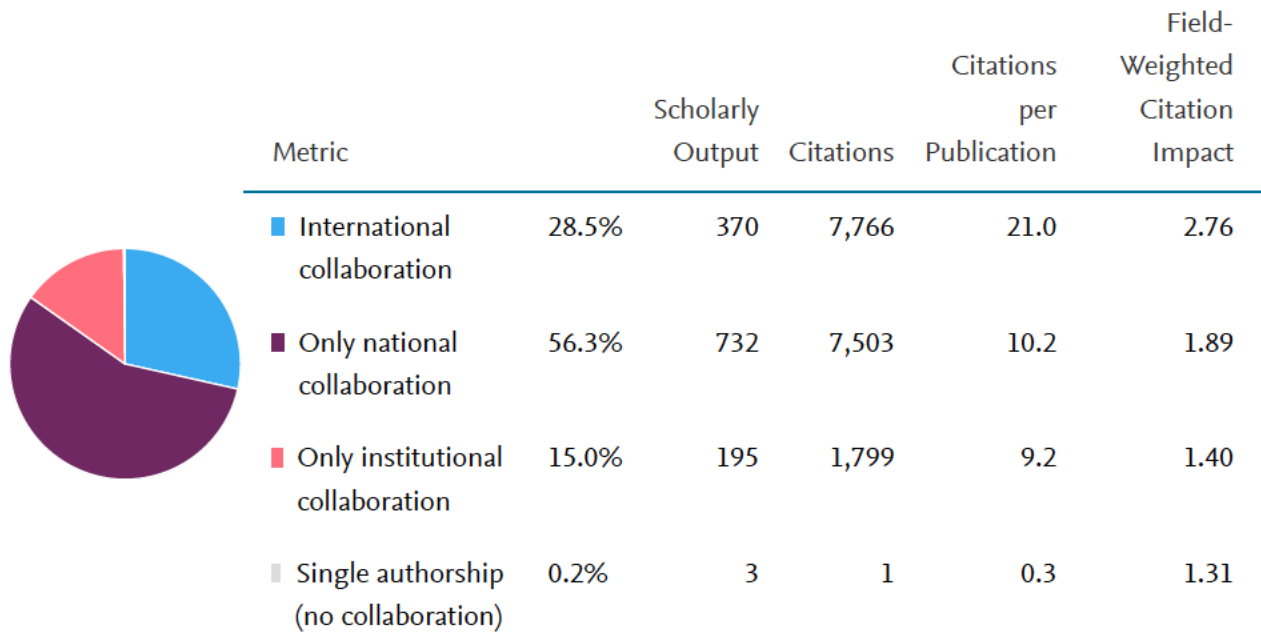 Field-
Citations Weighted
Scholarly per Citation
Metric Output Citations Publication Impact
International 28.5% 370 7,766 21.0 2.76
collaboration
Only national 56.3% 732 7,503 10.2 1.89
collaboration
Only institutional 15.0% 195 1,799 9.2 1.40
collaboration
Single authorship 0.2% 3 1 0.3 1.31
(no collaboration)